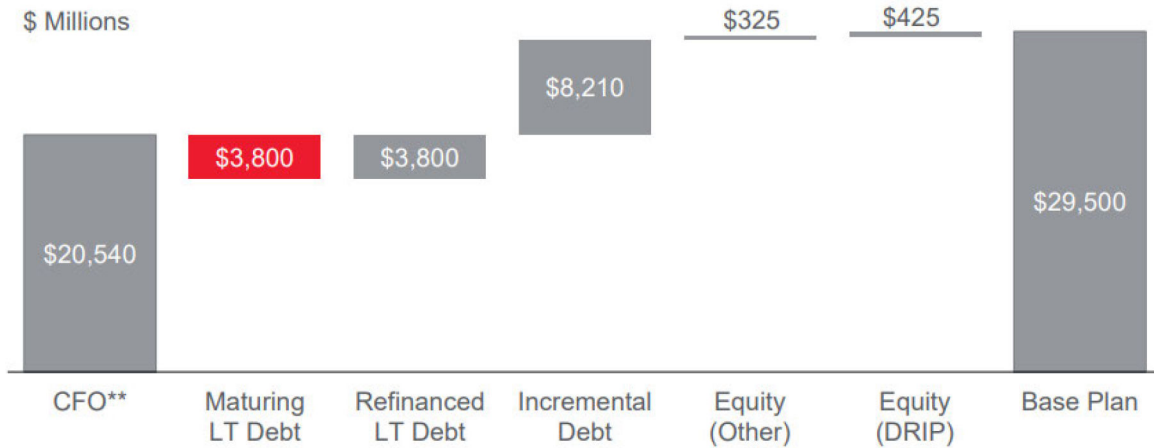 $ Millions
$325
$425
$8,210
$3,800
$3,800
$29,500
$20,540
CFO**
Maturing
LT Debt
Refinanced
LT Debt
Incremental
Debt
Equity
(Other)
Equity
(DRIP)
Base Plan